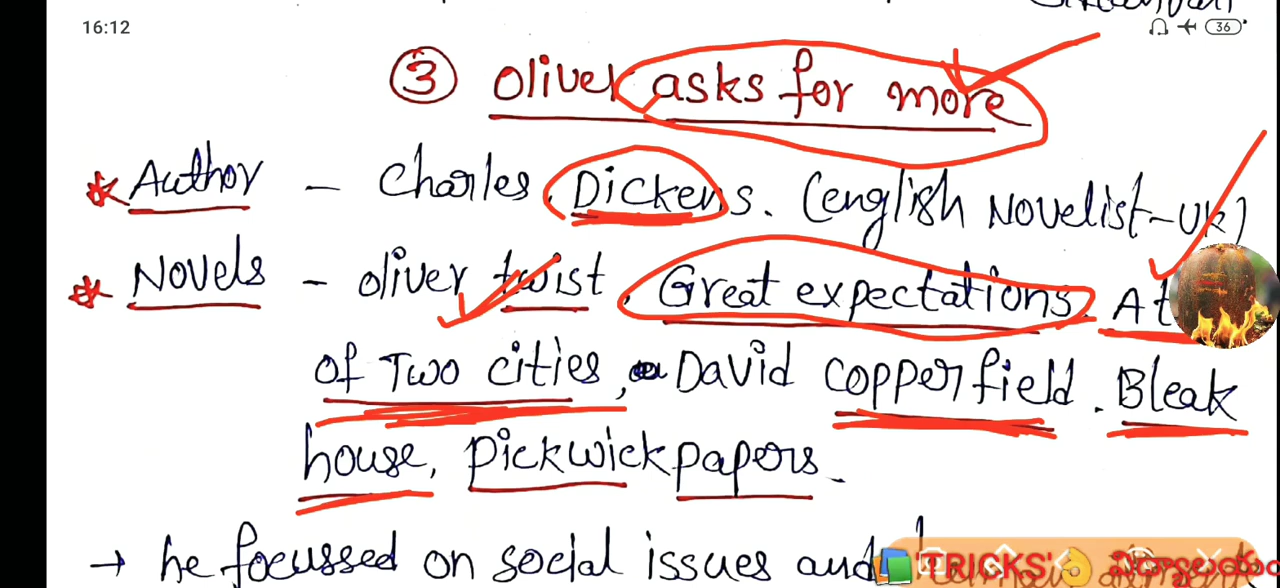 16:12
36
③ oliver asks for more
* Author - Charles Dickens. (english Novelist-UK)
* Novels - oliver twist, Great expectations. A t
of Two cities, David copperfield. Bleak
house, pickwick papers.
→ he focussed on social issues and
'TRICKS'